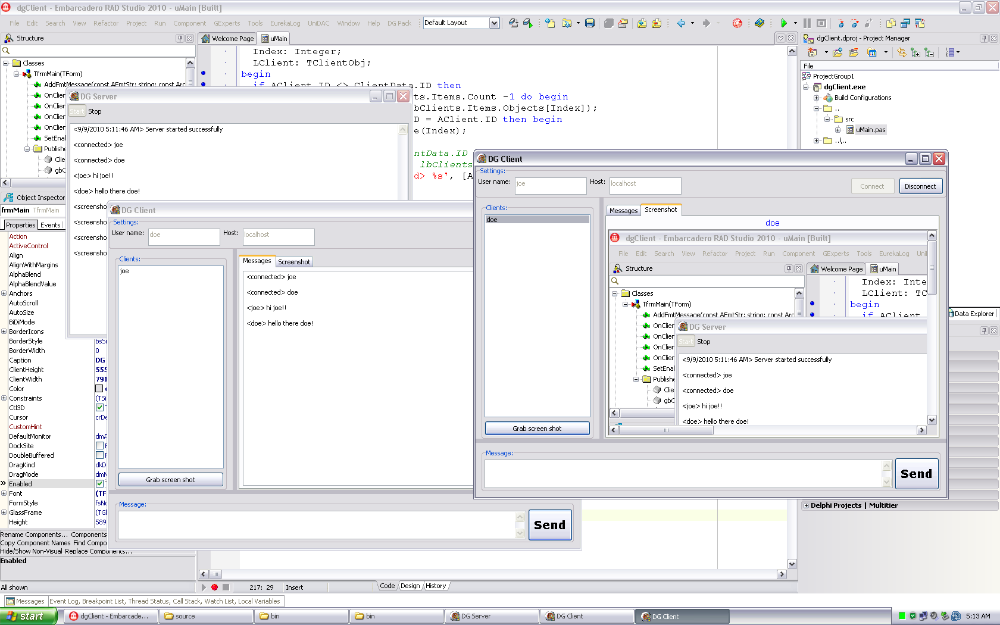 dgClient - Embarcadero RAD Studio 2010 - uMain [Built]
File Edit Search View Refactor Project Run Component GExperts Tools EurekaLog UniDAC Window Help DG Pack Default Layout
Structure
Welcome Page uMain
dgClient.dproj - Project Manager
Index: Integer;
LClient: TClientObj;
begin
if AClient.ID <> ClientData.ID then
ts.Items.Count -1 do begin
bClients.Items.Objects[Index]);
D = AClient.ID then begin
e(Index);
ntData.ID
lbClients
d> %s', [A
Classes
TfrmMain(TForm)
AddFmtMessage(const AFmtStr: string; const Arc
OnClien
OnClien
OnClien
OnClien
SetEnal
Publishe
Clie
gbC
File
ProjectGroup1
dgClient.exe
Build Configurations
..
src
uMain.pas
..\..
DG Server
Start Stop
<9/9/2010 5:11:46 AM> Server started successfully
<connected> joe
<connected> doe
<joe> hi joe!!
<doe> hello there doe!
<screensho
<screensho
<screensho
<screensho
Object Inspector
frmMain TfrmMain
Properties Events
Action
ActiveControl
Align
AlignWithMargins
AlphaBlend
AlphaBlendValue
Anchors
AutoScroll
AutoSize
BiDiMode
BorderIcons
BorderStyle bsSi
BorderWidth 0
Caption DG
ClientHeight 555
ClientWidth 791
Color
Constraints (TSi
Ctl3D
Cursor crDe
CustomHint
DefaultMonitor dmA
DockSite
DoubleBuffered
DragKind dkD
DragMode dmM
Enabled
Font (TF
FormStyle fsNo
GlassFrame (TGl
Height 589
Rename Components... Components
Copy Component Names Find Compo
Hide/Show Non-Visual Replace Components...
Enabled
All shown
DG Client
Settings:
User name: doe Host: localhost
Clients:
joe
Messages Screenshot
<connected> joe
<connected> doe
<joe> hi joe!!
<doe> hello there doe!
Grab screen shot
Message:
Send
DG Client
Settings:
User name: joe Host: localhost Connect Disconnect
Clients:
doe
Messages Screenshot
doe
dgClient - Embarcadero RAD Studio 2010 - uMain [Built]
File Edit Search View Refactor Project Run Component GExperts Tools EurekaLog Uni
Structure
Welcome Page uMain
Index: Inte
LClient: TC
begin
if AClient
Classes
TfrmMain(TForm)
AddFmtMessage(const AFmtStr: string; const Arc
OnClien
OnClien
OnClien
OnClien
SetEnal
Publishe
Clie
gbC
DG Server
Start Stop
<9/9/2010 5:11:46 AM> Server started successfully
<connected> joe
<connected> doe
<joe> hi joe!!
<doe> hello there doe!
Grab screen shot
Message:
Send
Data Explorer
Delphi Projects | Multitier
217: 29 Insert
Code Design History
Messages Event Log, Breakpoint List, Thread Status, Call Stack, Watch List, Local Variables
start dgClient - Embarcade... source bin bin DG Server DG Client DG Client 5:13 AM